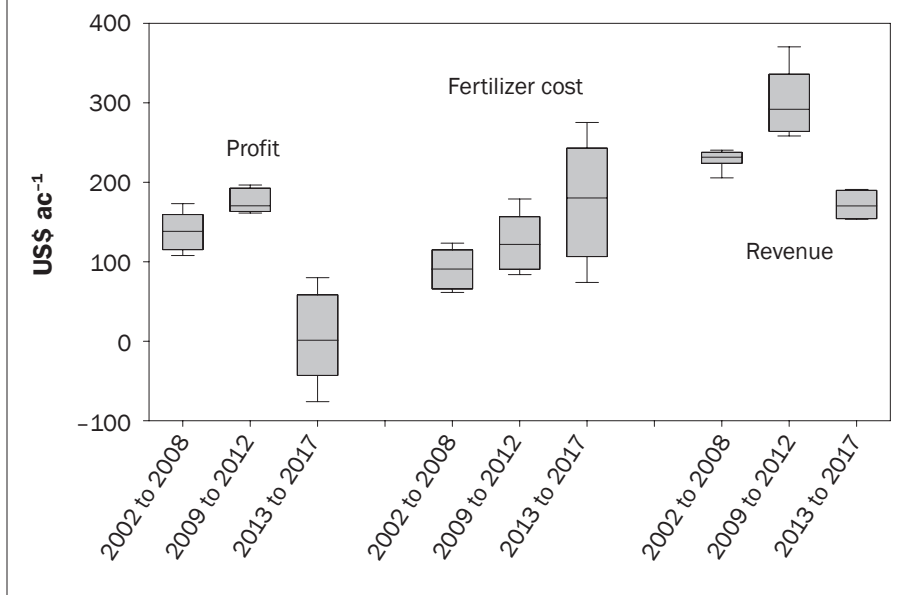 400
300
200
100
0
–100
US$ ac⁻¹
Profit
Fertilizer cost
Revenue
2002 to 2008
2009 to 2012
2013 to 2017
2002 to 2008
2009 to 2012
2013 to 2017
2002 to 2008
2009 to 2012
2013 to 2017